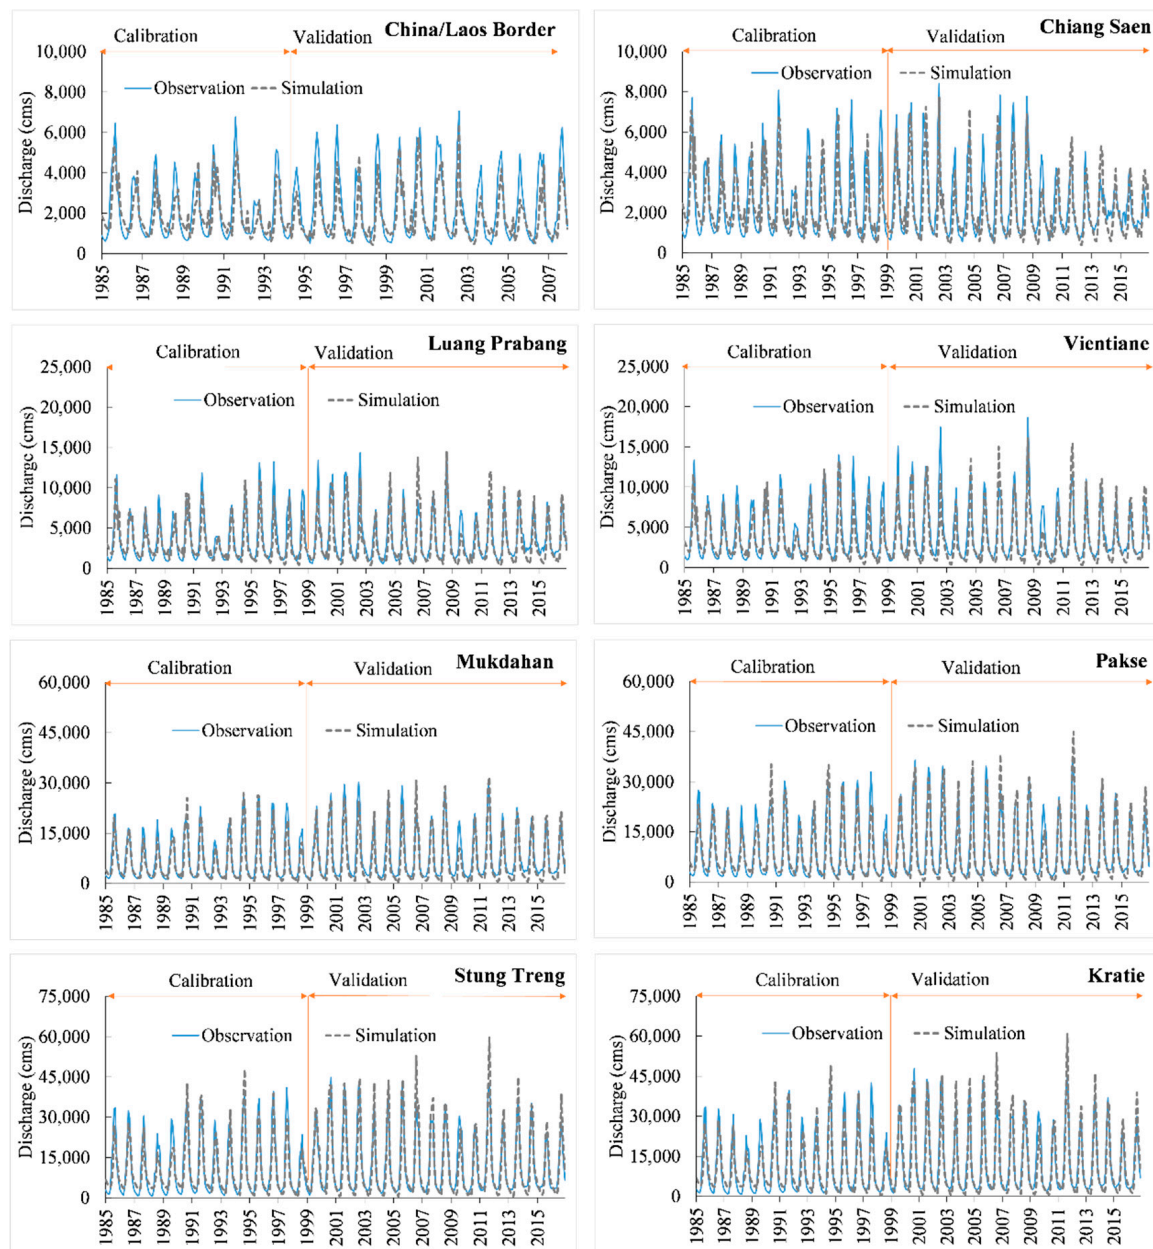 China/Laos Border
Calibration Validation
10,000
8,000
6,000
4,000
2,000
0
Discharge (cms)
Observation Simulation
1985 1987 1989 1991 1993 1995 1997 1999 2001 2003 2005 2007
Chiang Saen
Calibration Validation
10,000
8,000
6,000
4,000
2,000
0
Discharge (cms)
Observation Simulation
1985 1987 1989 1991 1993 1995 1997 1999 2001 2003 2005 2007 2009 2011 2013 2015
Luang Prabang
Calibration Validation
25,000
20,000
15,000
10,000
5,000
0
Discharge (cms)
Observation Simulation
1985 1987 1989 1991 1993 1995 1997 1999 2001 2003 2005 2007 2009 2011 2013 2015
Vientiane
Calibration Validation
25,000
20,000
15,000
10,000
5,000
0
Discharge (cms)
Observation Simulation
1985 1987 1989 1991 1993 1995 1997 1999 2001 2003 2005 2007 2009 2011 2013 2015
Mukdahan
Calibration Validation
60,000
45,000
30,000
15,000
0
Discharge (cms)
Observation Simulation
1985 1987 1989 1991 1993 1995 1997 1999 2001 2003 2005 2007 2009 2011 2013 2015
Pakse
Calibration Validation
60,000
45,000
30,000
15,000
0
Discharge (cms)
Observation Simulation
1985 1987 1989 1991 1993 1995 1997 1999 2001 2003 2005 2007 2009 2011 2013 2015
Stung Treng
Calibration Validation
75,000
60,000
45,000
30,000
15,000
0
Discharge (cms)
Observation Simulation
1985 1987 1989 1991 1993 1995 1997 1999 2001 2003 2005 2007 2009 2011 2013 2015
Kratie
Calibration Validation
75,000
60,000
45,000
30,000
15,000
0
Discharge (cms)
Observation Simulation
1985 1987 1989 1991 1993 1995 1997 1999 2001 2003 2005 2007 2009 2011 2013 2015